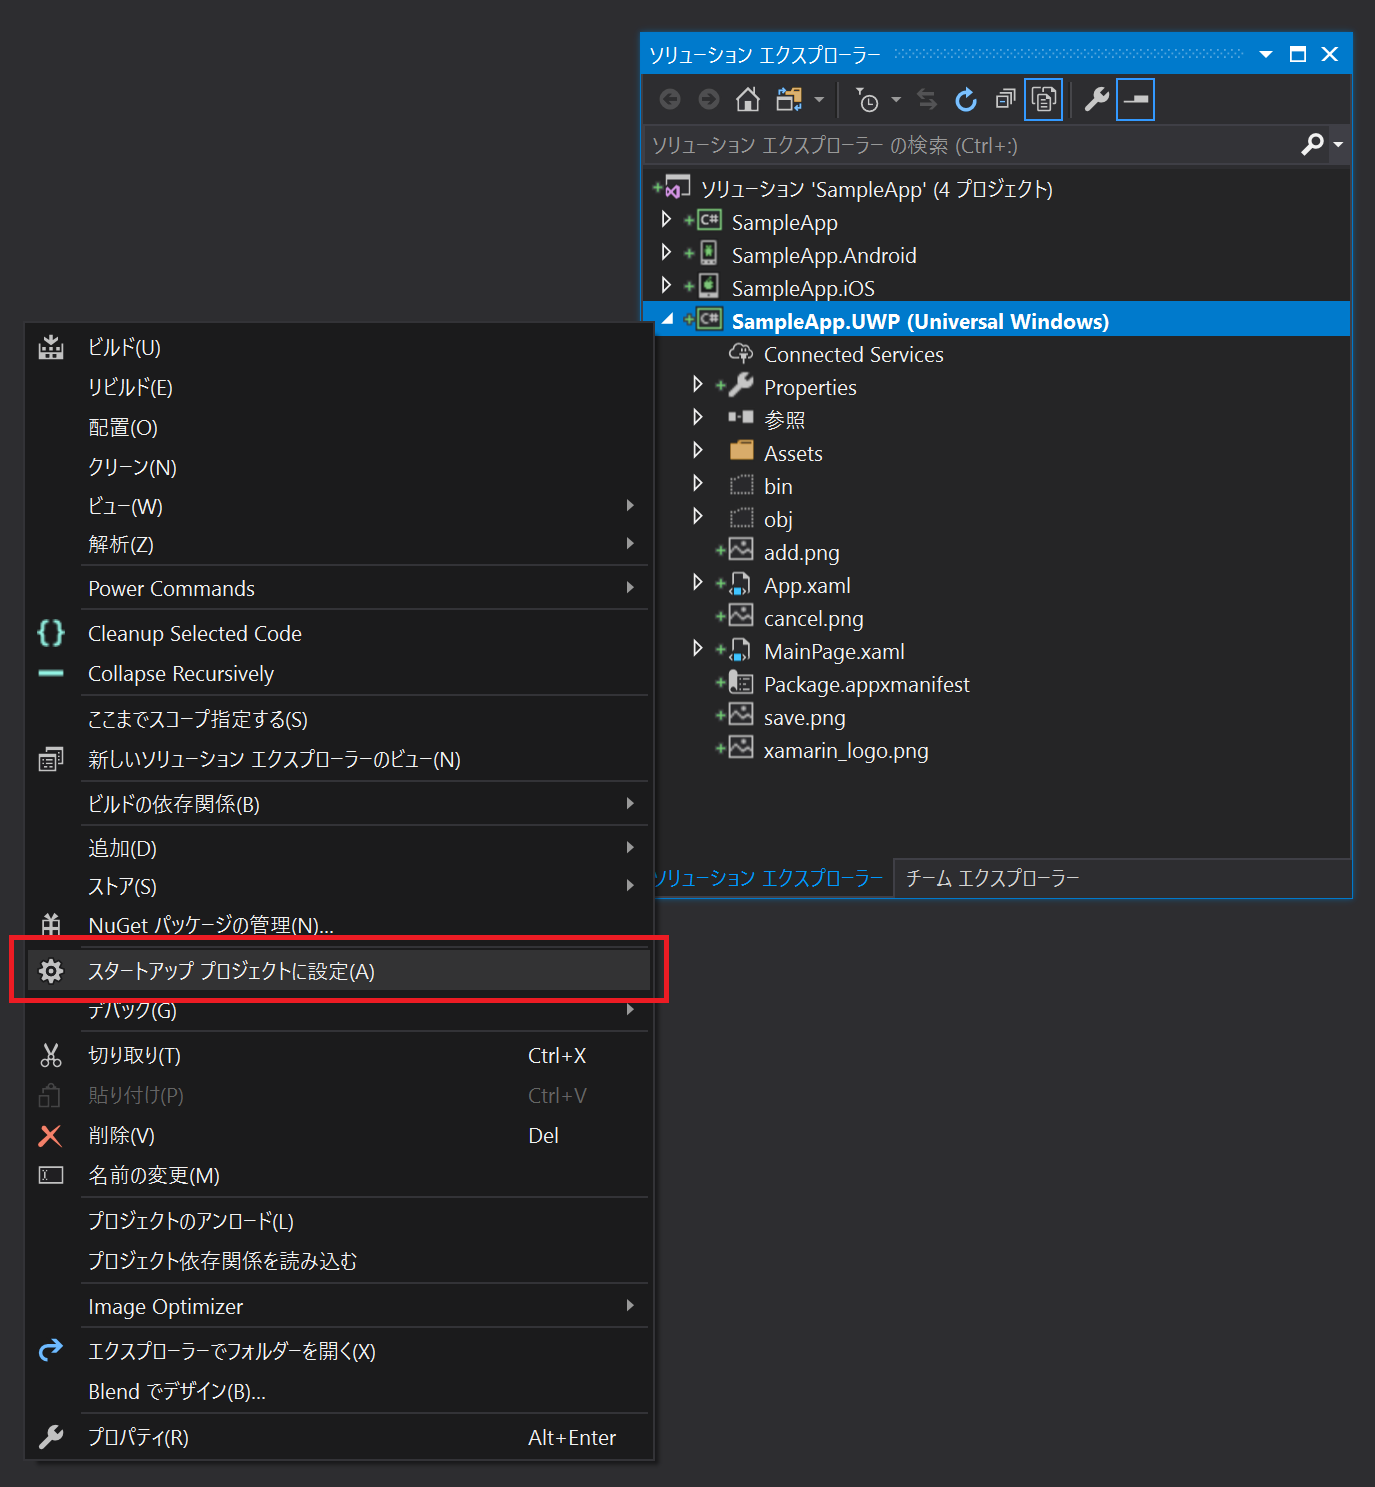 ソリューション エクスプローラー
ソリューション エクスプローラー の検索 (Ctrl+:)
ソリューション 'SampleApp' (4 プロジェクト)
C# SampleApp
SampleApp.Android
SampleApp.iOS
C# SampleApp.UWP (Universal Windows)
Connected Services
Properties
参照
Assets
bin
obj
add.png
App.xaml
cancel.png
MainPage.xaml
Package.appxmanifest
save.png
xamarin_logo.png
ソリューション エクスプローラー チーム エクスプローラー
ビルド(U)
リビルド(E)
配置(O)
クリーン(N)
ビュー(W)
解析(Z)
Power Commands
Cleanup Selected Code
Collapse Recursively
ここまでスコープ指定する(S)
新しいソリューション エクスプローラーのビュー(N)
ビルドの依存関係(B)
追加(D)
ストア(S)
NuGet パッケージの管理(N)...
スタートアップ プロジェクトに設定(A)
デバッグ(G)
切り取り(T) Ctrl+X
貼り付け(P) Ctrl+V
削除(V) Del
名前の変更(M)
プロジェクトのアンロード(L)
プロジェクト依存関係を読み込む
Image Optimizer
エクスプローラーでフォルダーを開く(X)
Blend でデザイン(B)...
プロパティ(R) Alt+Enter